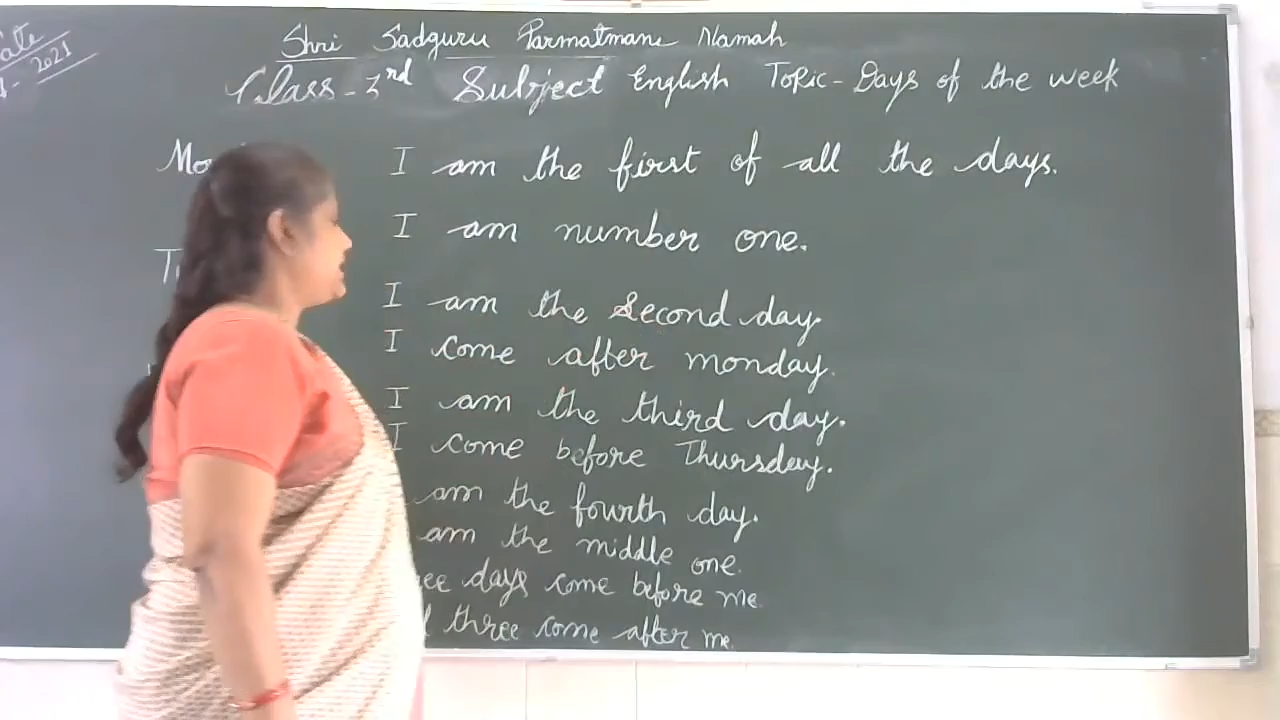 2021
Shri Sadguru Parmatmane Namah
Class - 3rd Subject English Topic - Days of the week
I am the first of all the days.
I am number one.
I am the second day.
I come after monday.
I am the third day.
I come before Thursday.
am the fourth day.
am the middle one.
days come before me.
three come after me.